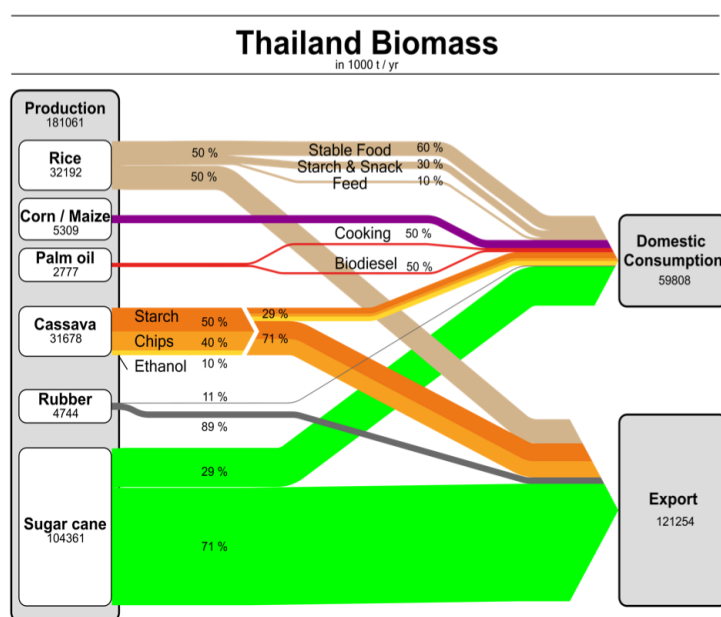 Thailand Biomass
in 1000 t / yr
Production
181061
Rice
32192
50 %
50 %
Stable Food 60 %
Starch & Snack 30 %
Feed 10 %
Corn / Maize
5309
Palm oil
2777
Cooking 50 %
Biodiesel 50 %
Cassava
31678
Starch 50 %
Chips 40 %
Ethanol 10 %
29 %
71 %
Rubber
4744
11 %
89 %
Sugar cane
104361
29 %
71 %
Domestic
Consumption
59808
Export
121254